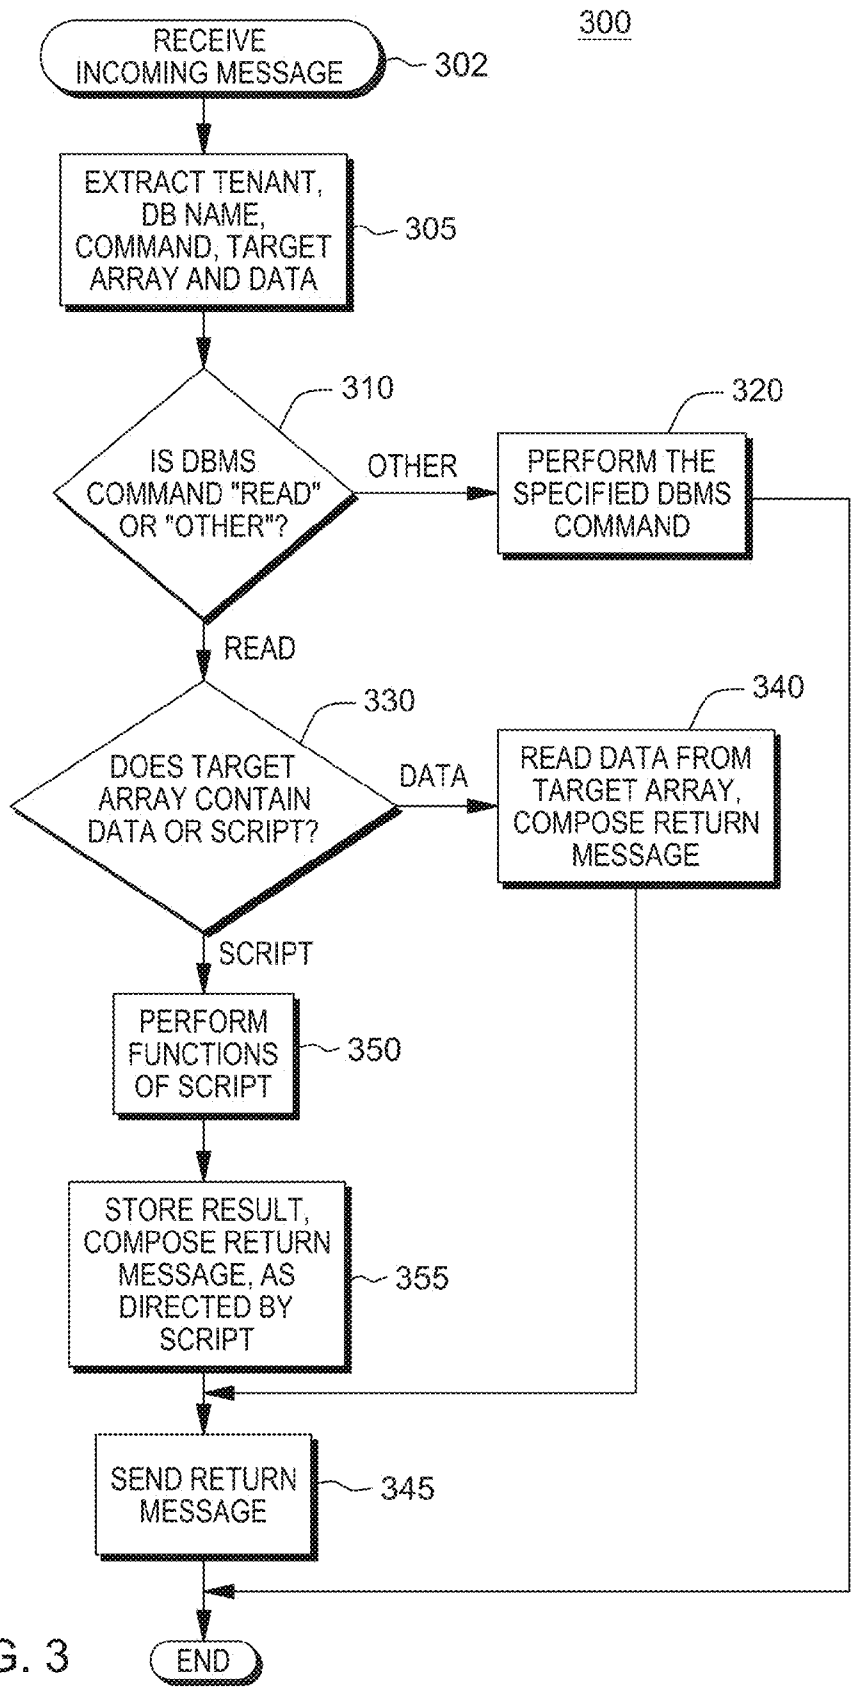 300
RECEIVE
INCOMING MESSAGE
302
EXTRACT TENANT,
DB NAME,
COMMAND, TARGET
ARRAY AND DATA
305
310
IS DBMS
COMMAND "READ"
OR "OTHER"?
OTHER
320
PERFORM THE
SPECIFIED DBMS
COMMAND
READ
330
DOES TARGET
ARRAY CONTAIN
DATA OR SCRIPT?
DATA
340
READ DATA FROM
TARGET ARRAY,
COMPOSE RETURN
MESSAGE
SCRIPT
PERFORM
FUNCTIONS
OF SCRIPT
350
STORE RESULT,
COMPOSE RETURN
MESSAGE, AS
DIRECTED BY
SCRIPT
355
SEND RETURN
MESSAGE
345
END
G. 3